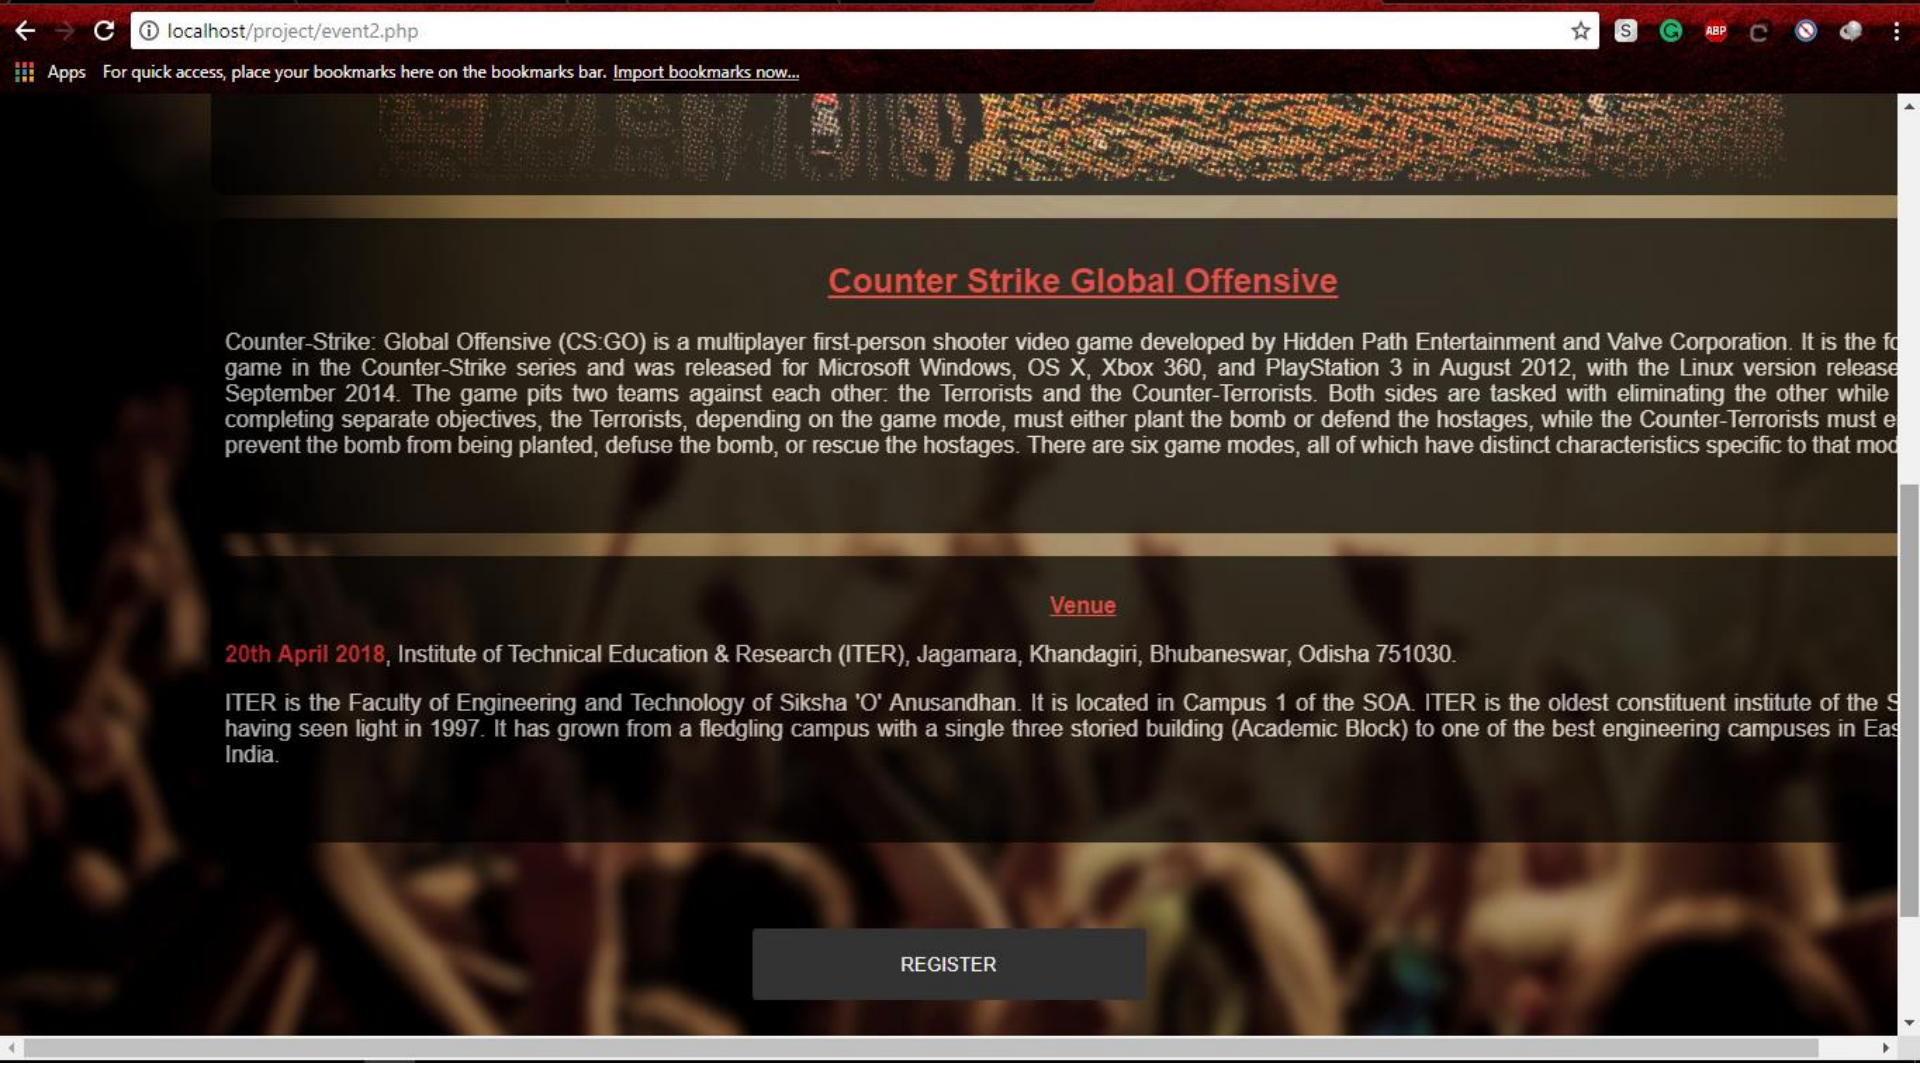 localhost/project/event2.php
S
ABP
Apps For quick access, place your bookmarks here on the bookmarks bar. Import bookmarks now...
Counter Strike Global Offensive
Counter-Strike: Global Offensive (CS:GO) is a multiplayer first-person shooter video game developed by Hidden Path Entertainment and Valve Corporation. It is the
game in the Counter-Strike series and was released for Microsoft Windows, OS X, Xbox 360, and PlayStation 3 in August 2012, with the Linux version
September 2014. The game pits two teams against each other: the Terrorists and the Counter-Terrorists. Both sides are tasked with eliminating the other while
completing separate objectives, the Terrorists, depending on the game mode, must either plant the bomb or defend the hostages, while the Counter-Terrorists must
prevent the bomb from being planted, defuse the bomb, or rescue the hostages. There are six game modes, all of which have distinct characteristics specific to that
Venue
20th April 2018, Institute of Technical Education & Research (ITER), Jagamara, Khandagiri, Bhubaneswar, Odisha 751030.
ITER is the Faculty of Engineering and Technology of Siksha 'O' Anusandhan. It is located in Campus 1 of the SOA. ITER is the oldest constituent institute of the
having seen light in 1997. It has grown from a fledgling campus with a single three storied building (Academic Block) to one of the best engineering campuses in
India.
REGISTER